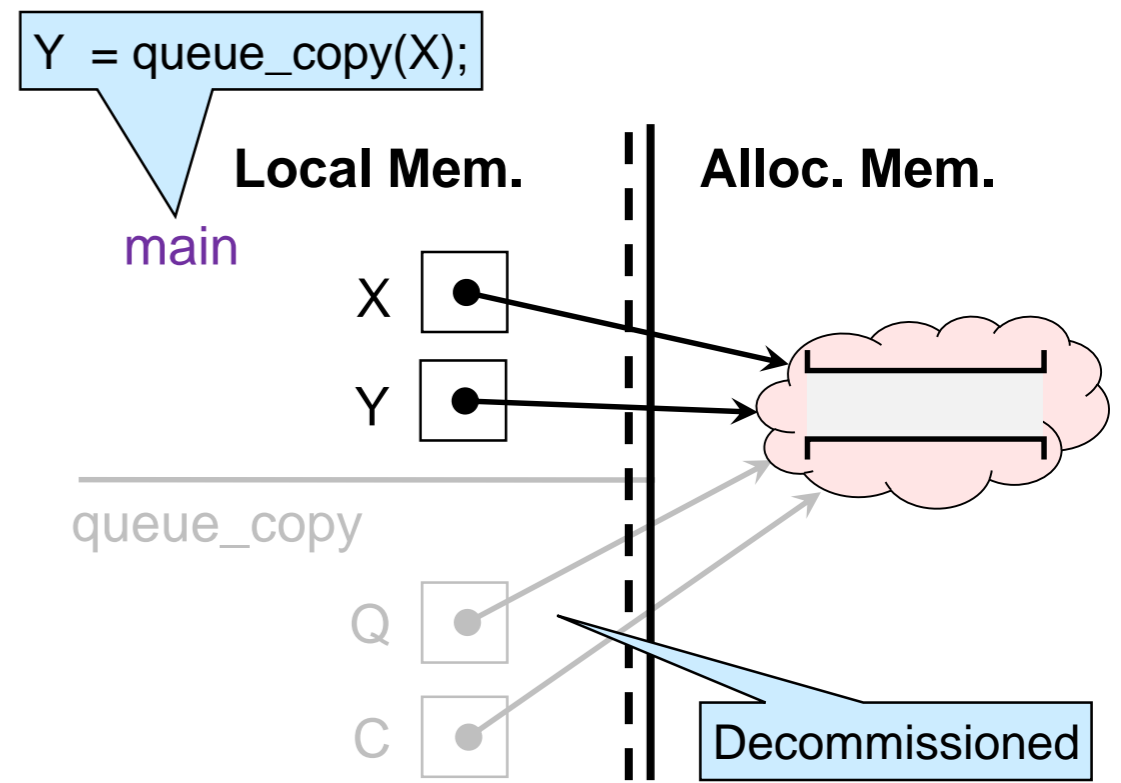 Y = queue_copy(X);
Local Mem.
Alloc. Mem.
main
X
Y
queue_copy
Q
C
Decommissioned